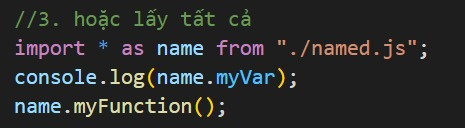 //3. hoặc lấy tất cả
import * as name from "./named.js";
console.log(name.myVar);
name.myFunction();